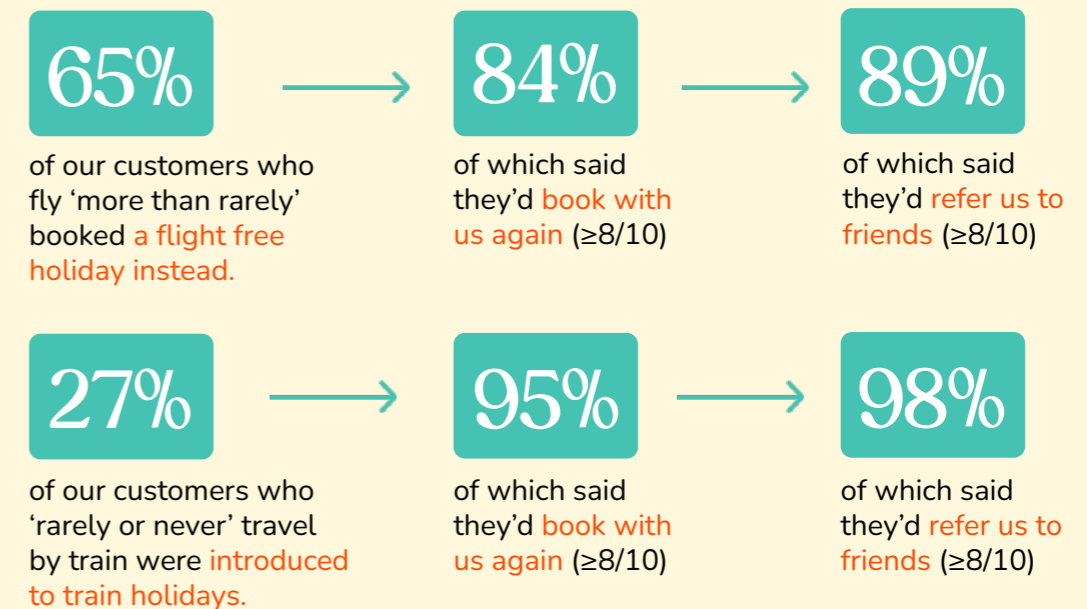 65%
of our customers who
fly ‘more than rarely’
booked a flight free
holiday instead.
84%
of which said
they’d book with
us again (≥8/10)
89%
of which said
they’d refer us to
friends (≥8/10)
27%
of our customers who
‘rarely or never’ travel
by train were introduced
to train holidays.
95%
of which said
they’d book with
us again (≥8/10)
98%
of which said
they’d refer us to
friends (≥8/10)